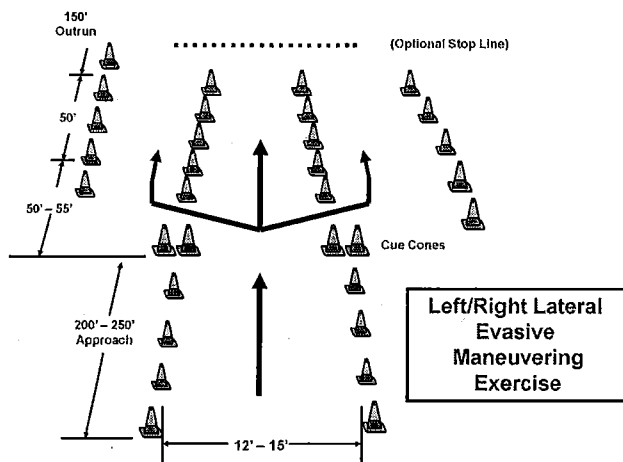 150'
Outrun
(Optional Stop Line)
50'
50' – 55'
Cue Cones
200' – 250'
Approach
Left/Right Lateral
Evasive
Maneuvering
Exercise
12' – 15'